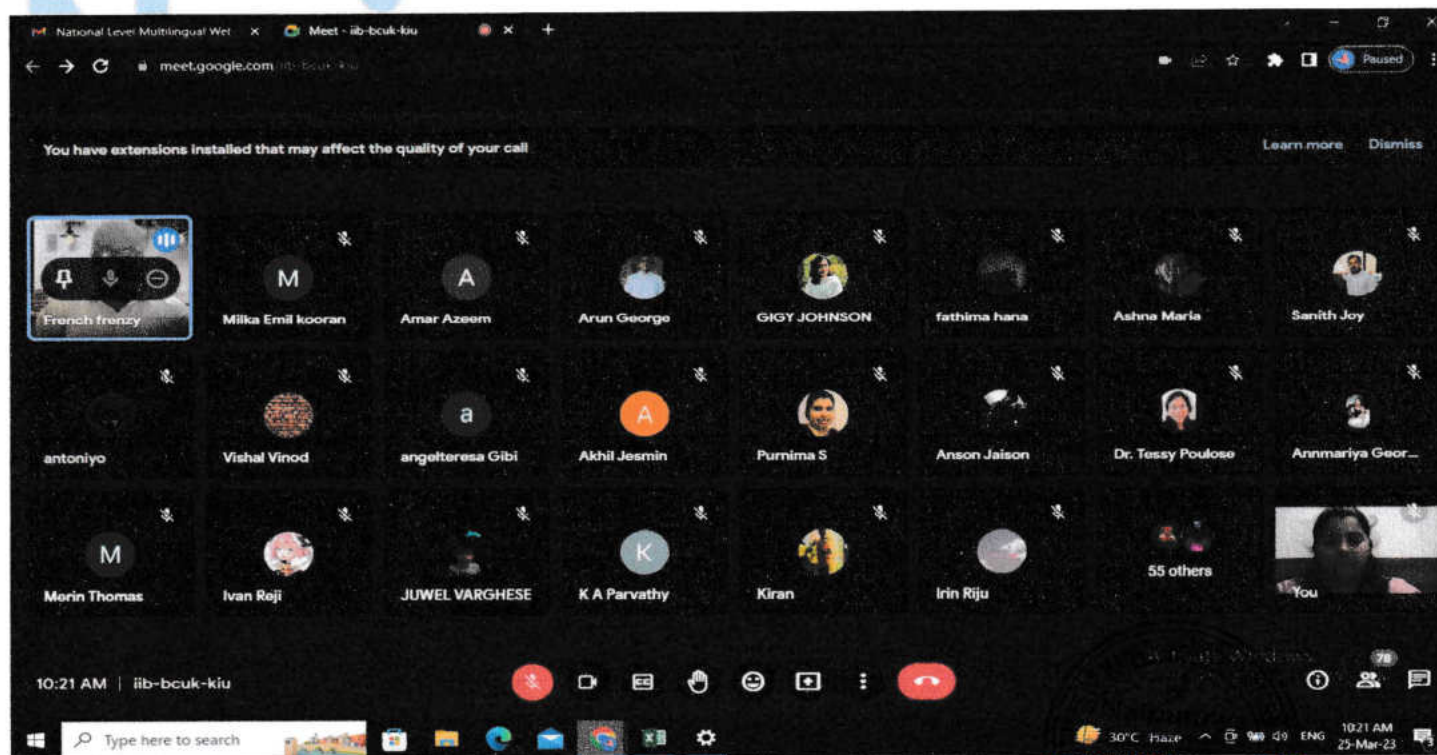 National Level Multilingual Wel
Meet - iib-bcuk-kiu
meet.google.com/iib-bcuk-kiu
Paused
You have extensions installed that may affect the quality of your call
Learn more Dismiss
French frenzy
M
Milka Emil kooran
A
Amar Azeem
Arun George
GIGY JOHNSON
fathima hana
Ashna Maria
Sanith Joy
antoniyo
Vishal Vinod
a
angelteresa Gibi
A
Akhil Jesmin
Purnima S
Anson Jaison
Dr. Tessy Poulose
Annmariya Geor...
M
Merin Thomas
Ivan Reji
JUWEL VARGHESE
K
K A Parvathy
Kiran
Irin Riju
55 others
You
10:21 AM | iib-bcuk-kiu
CC
78
Type here to search
30°C Haze
ENG
10:21 AM
25-Mar-23